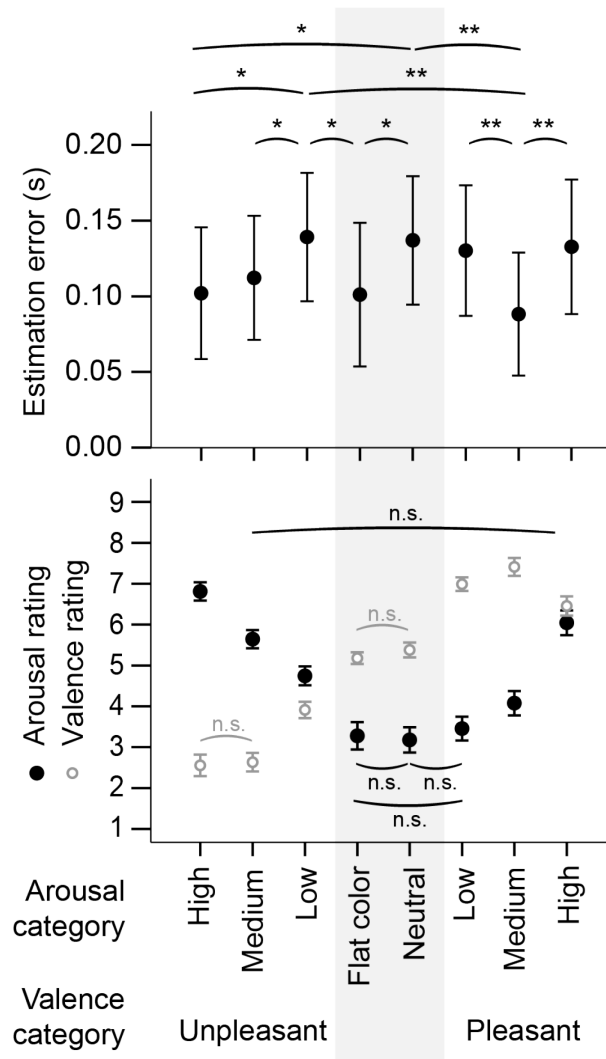 * **
* **
* * * ** **
Estimation error (s)
0.20
0.15
0.10
0.05
0.00
Arousal rating
Valence rating
9
8
7
6
5
4
3
2
1
n.s.
n.s.
n.s.
n.s. n.s.
n.s.
Arousal
category
High
Medium
Low
Flat color
Neutral
Low
Medium
High
Valence
category
Unpleasant
Pleasant